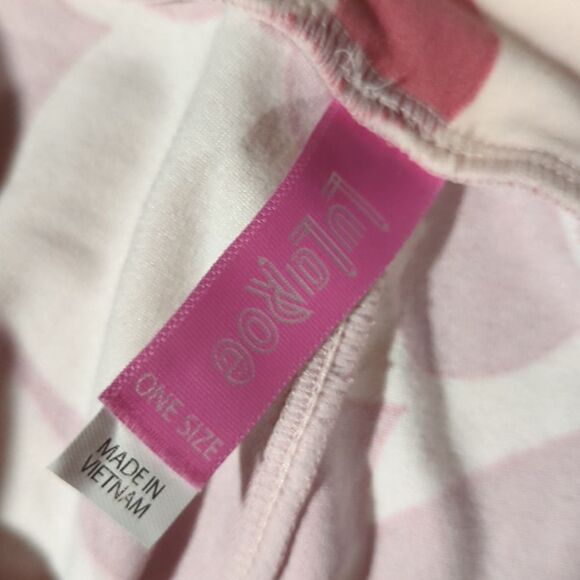 LuLaRoe
ONE SIZE
MADE IN
VIETNAM